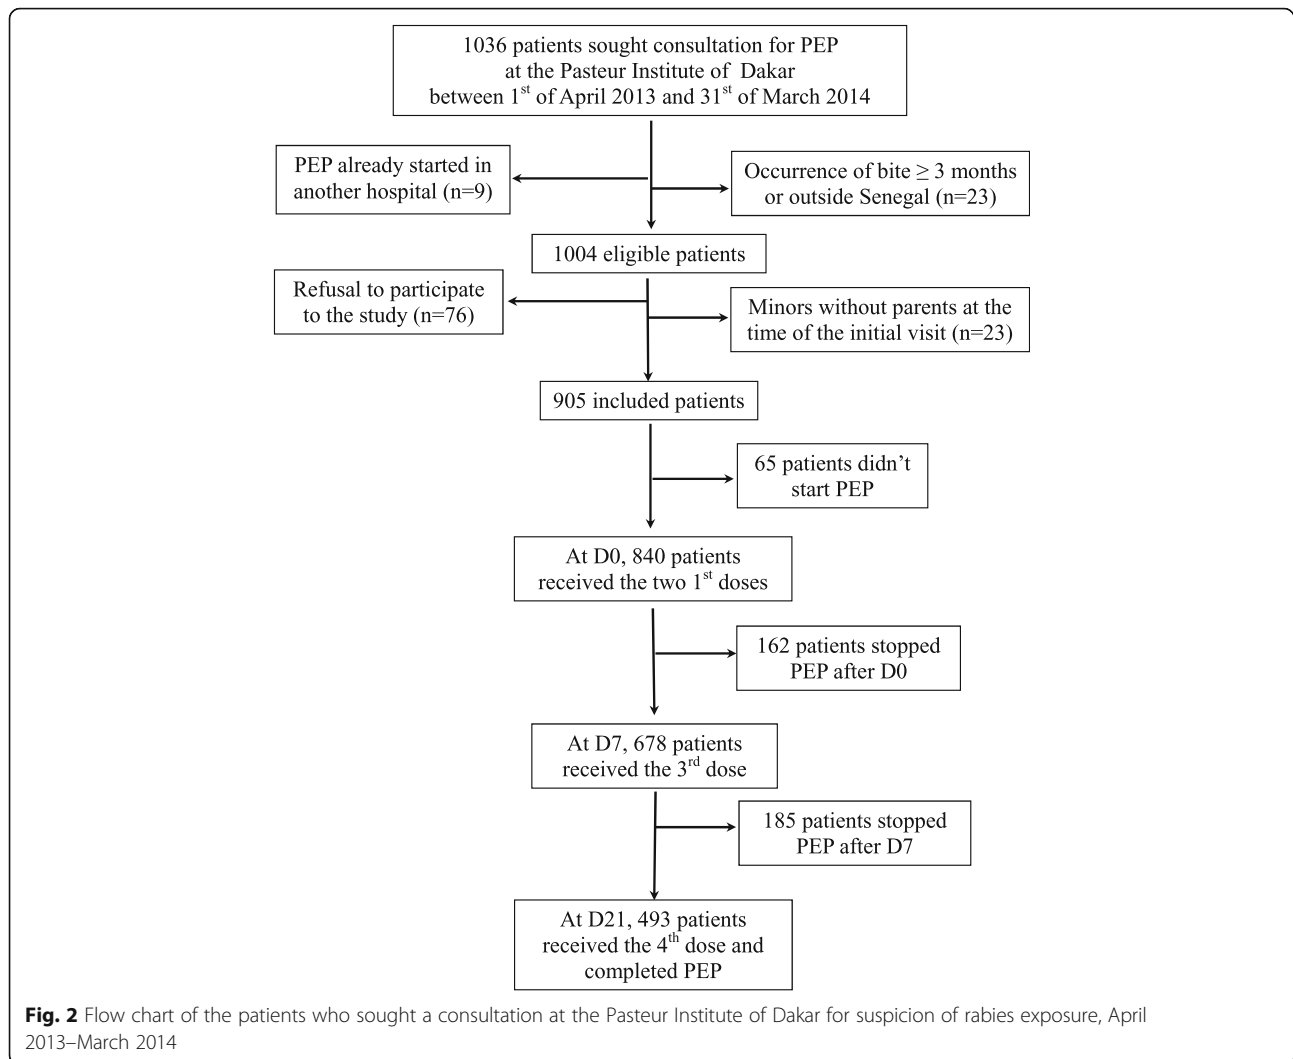 1036 patients sought consultation for PEP
at the Pasteur Institute of Dakar
between 1st of April 2013 and 31st of March 2014
PEP already started in
another hospital (n=9)
Occurrence of bite ≥ 3 months
or outside Senegal (n=23)
1004 eligible patients
Refusal to participate
to the study (n=76)
Minors without parents at the
time of the initial visit (n=23)
905 included patients
65 patients didn’t
start PEP
At D0, 840 patients
received the two 1st doses
162 patients stopped
PEP after D0
At D7, 678 patients
received the 3rd dose
185 patients stopped
PEP after D7
At D21, 493 patients
received the 4th dose and
completed PEP
Fig. 2 Flow chart of the patients who sought a consultation at the Pasteur Institute of Dakar for suspicion of rabies exposure, April
2013–March 2014